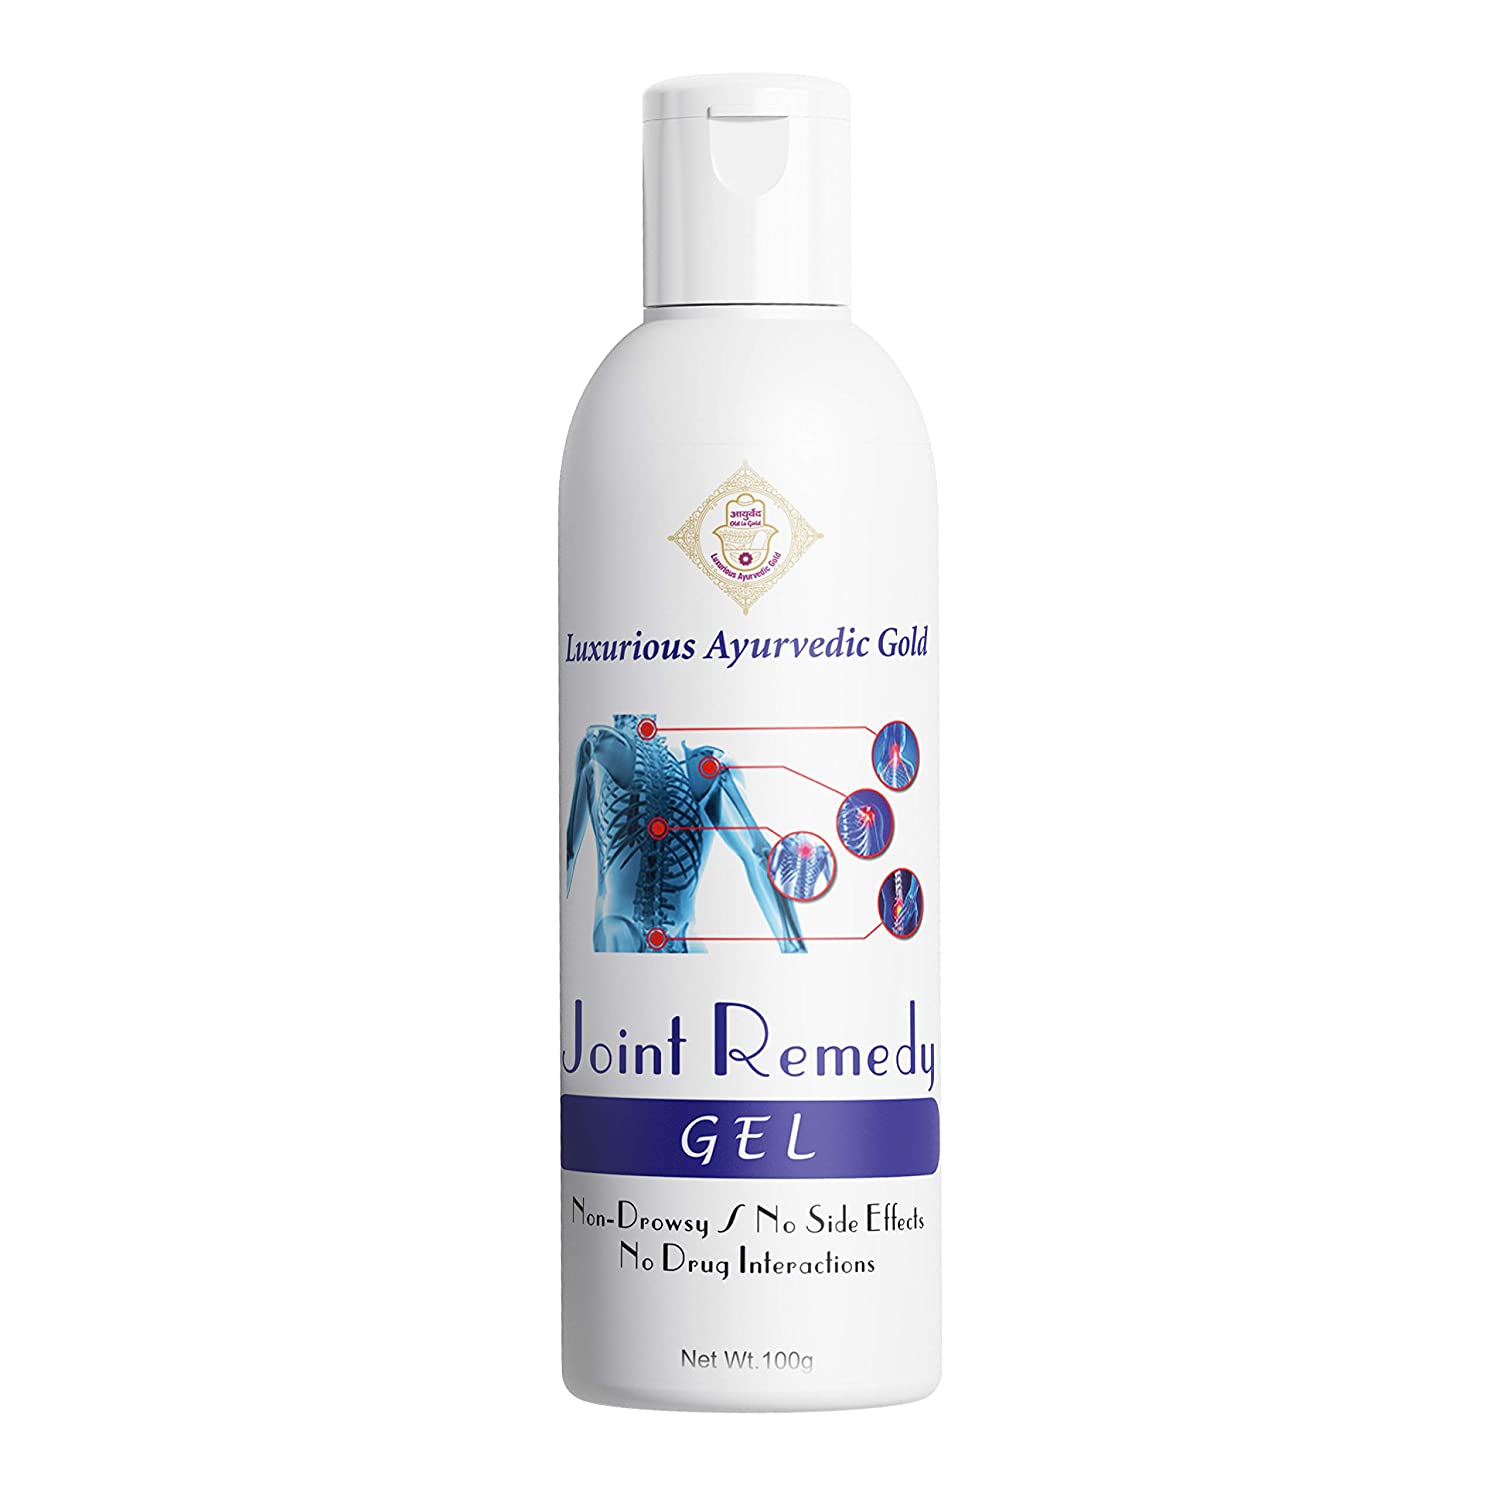 आयुर्वेद
Old is Gold
Luxurious Ayurvedic Gold
Luxurious Ayurvedic Gold
Joint Remedy
GEL
Non-Drowsy / No Side Effects
No Drug Interactions
Net Wt.100g